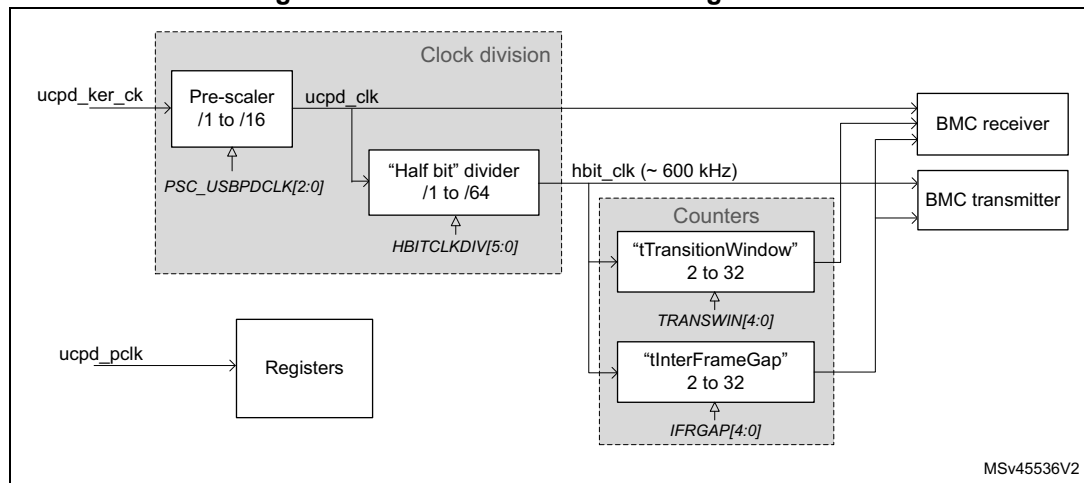 Clock division
ucpd_ker_ck
Pre-scaler
/1 to /16
ucpd_clk
PSC_USBPDCLK[2:0]
“Half bit” divider
/1 to /64
HBITCLKDIV[5:0]
hbit_clk (~ 600 kHz)
BMC receiver
BMC transmitter
Counters
“tTransitionWindow”
2 to 32
TRANSWIN[4:0]
“tInterFrameGap”
2 to 32
IFRGAP[4:0]
ucpd_pclk
Registers
MSv45536V2